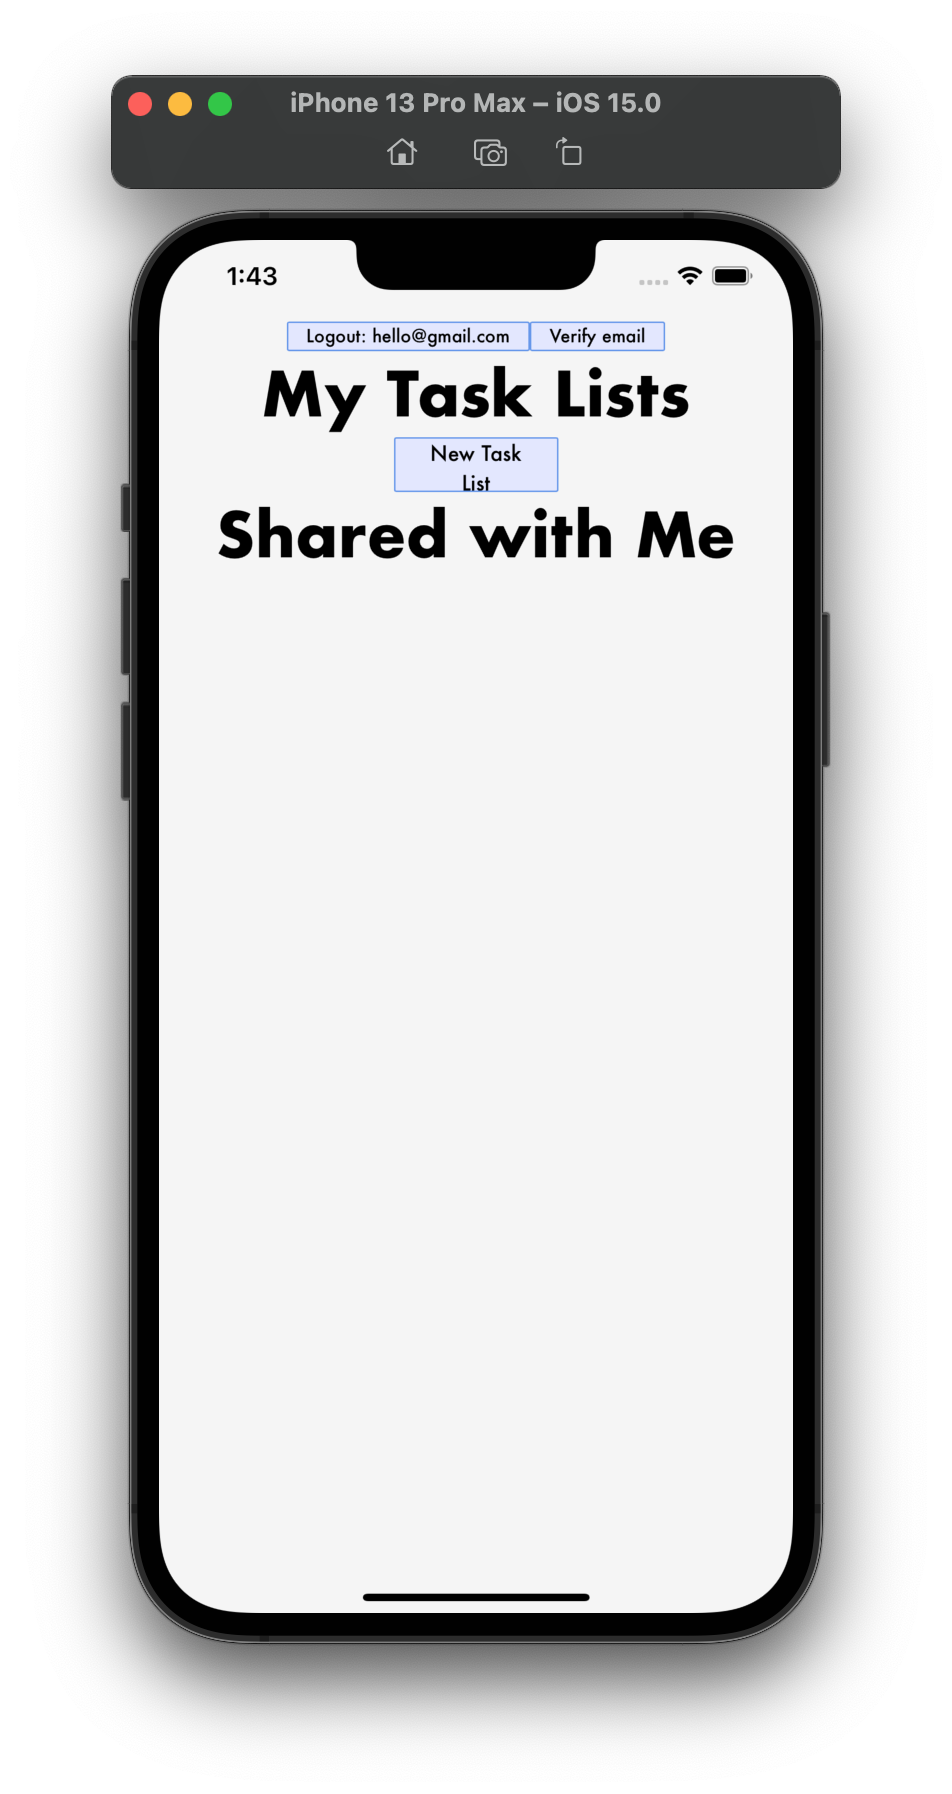 iPhone 13 Pro Max – iOS 15.0
1:43
Logout: hello@gmail.com Verify email
My Task Lists
New Task
List
Shared with Me